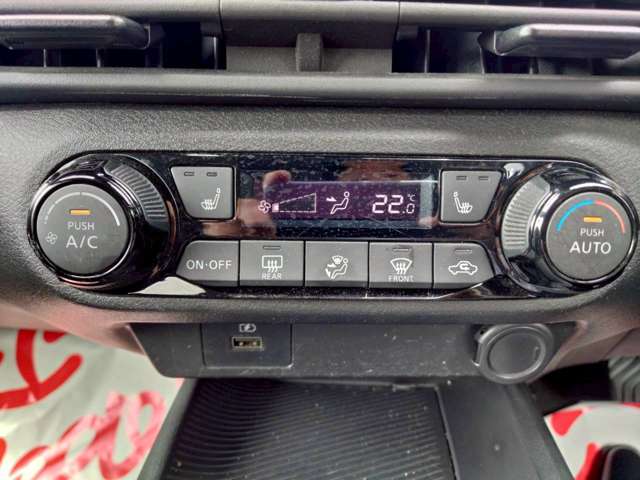 22.0
°C
PUSH
A/C
ON·OFF
REAR
FRONT
PUSH
AUTO